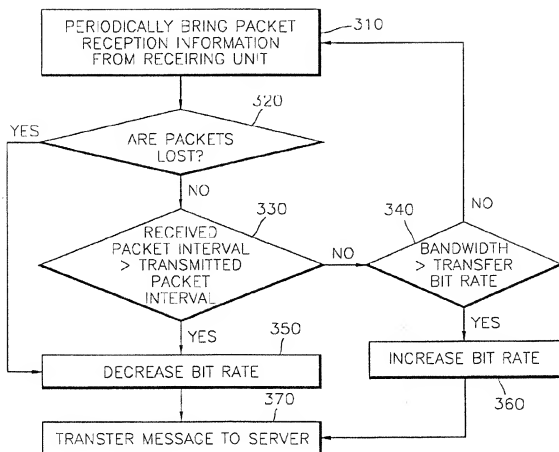 PERIODICALLY BRING PACKET
RECEPTION INFORMATION
FROM RECEIRING UNIT
310
320
YES
ARE PACKETS
LOST?
NO
330
RECEIVED
PACKET INTERVAL
> TRANSMITTED
PACKET
INTERVAL
NO
340
NO
BANDWIDTH
> TRANSFER
BIT RATE
YES
350
DECREASE BIT RATE
YES
INCREASE BIT RATE
360
370
TRANSTER MESSAGE TO SERVER